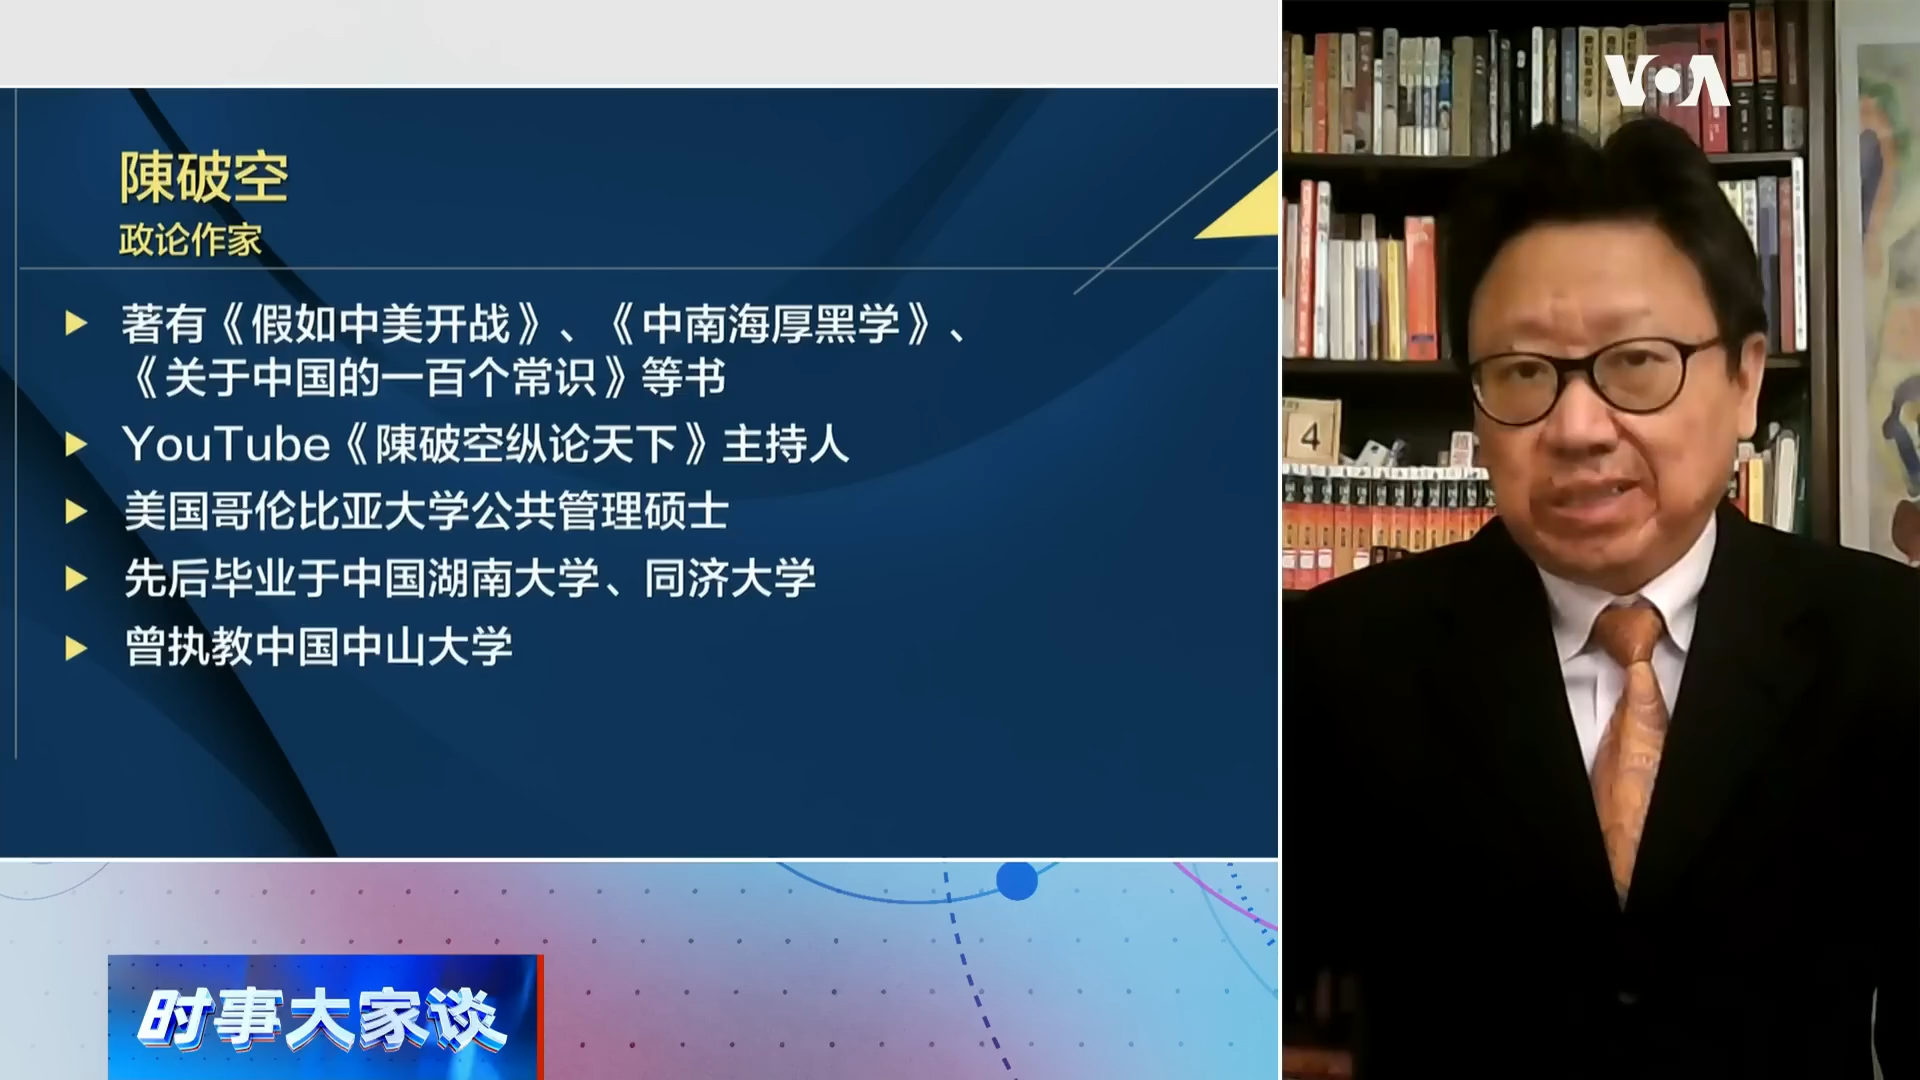 陳破空
政论作家
著有《假如中美开战》、《中南海厚黑学》、
《关于中国的一百个常识》等书
YouTube《陳破空纵论天下》主持人
美国哥伦比亚大学公共管理硕士
先后毕业于中国湖南大学、同济大学
曾执教中国中山大学
时事大家谈
VOA
4